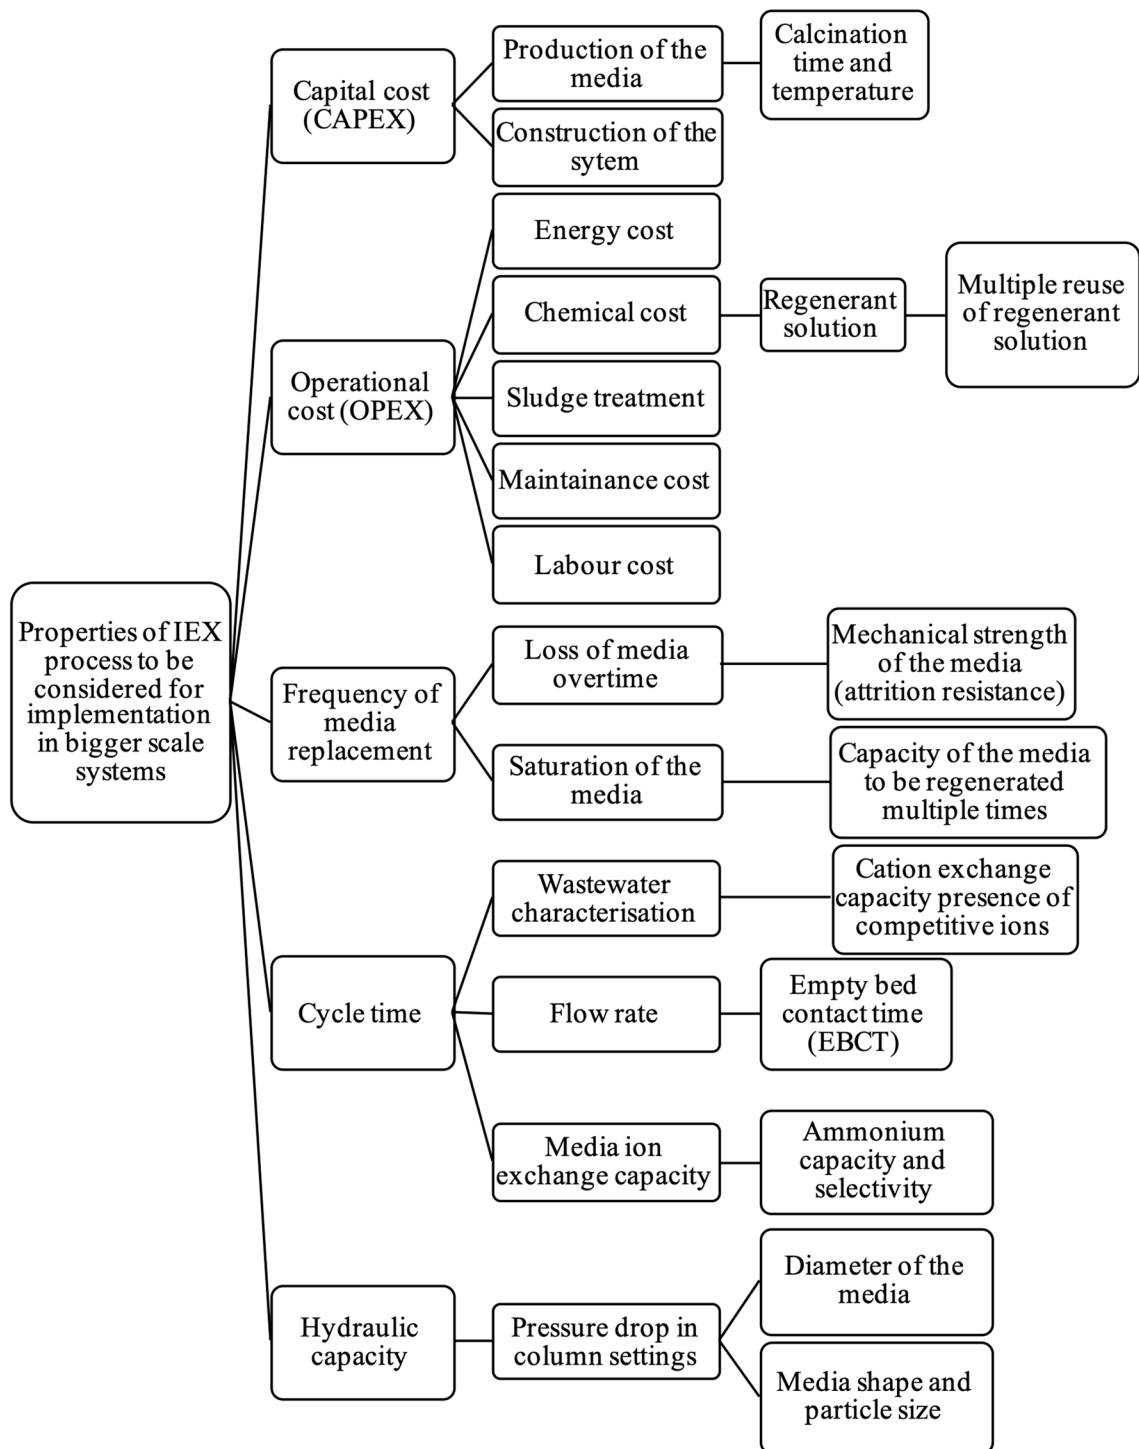 Properties of IEX
process to be
considered for
implementation
in bigger scale
systems
Capital cost
(CAPEX)
Production of the
media
Calcination
time and
temperature
Construction of the
sytem
Operational
cost (OPEX)
Energy cost
Chemical cost
Regenerant
solution
Multiple reuse
of regenerant
solution
Sludge treatment
Maintainance cost
Labour cost
Frequency of
media
replacement
Loss of media
overtime
Mechanical strength
of the media
(attrition resistance)
Saturation of the
media
Capacity of the media
to be regenerated
multiple times
Cycle time
Wastewater
characterisation
Cation exchange
capacity presence of
competitive ions
Flow rate
Empty bed
contact time
(EBCT)
Media ion
exchange capacity
Ammonium
capacity and
selectivity
Hydraulic
capacity
Pressure drop in
column settings
Diameter of the
media
Media shape and
particle size